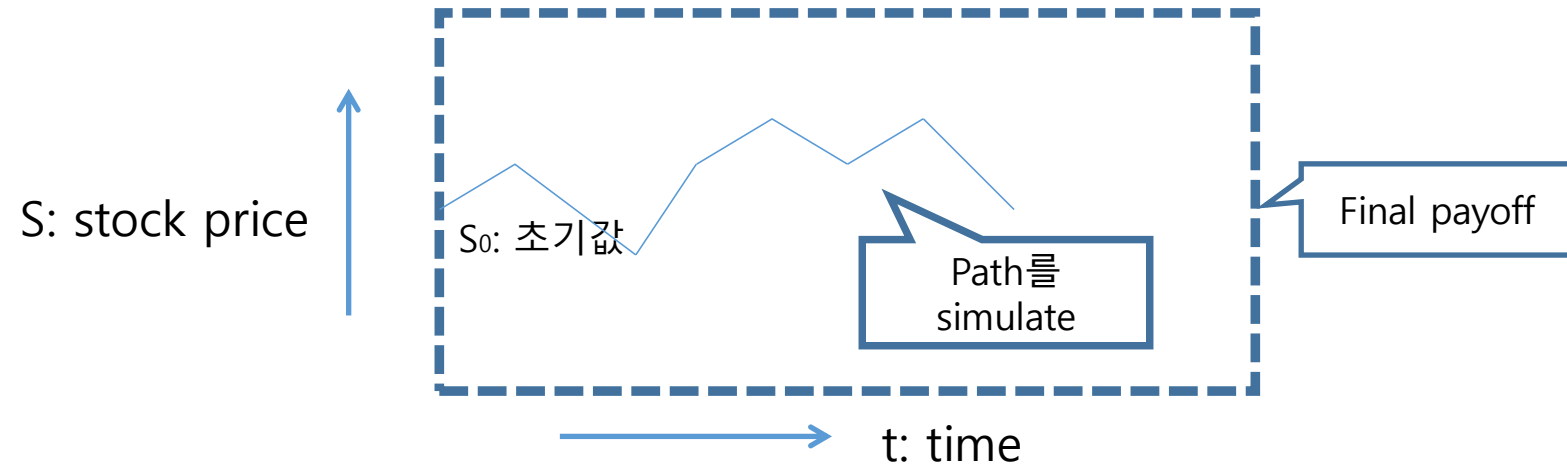 S: stock price
S₀: 초기값
Path를
simulate
Final payoff
t: time